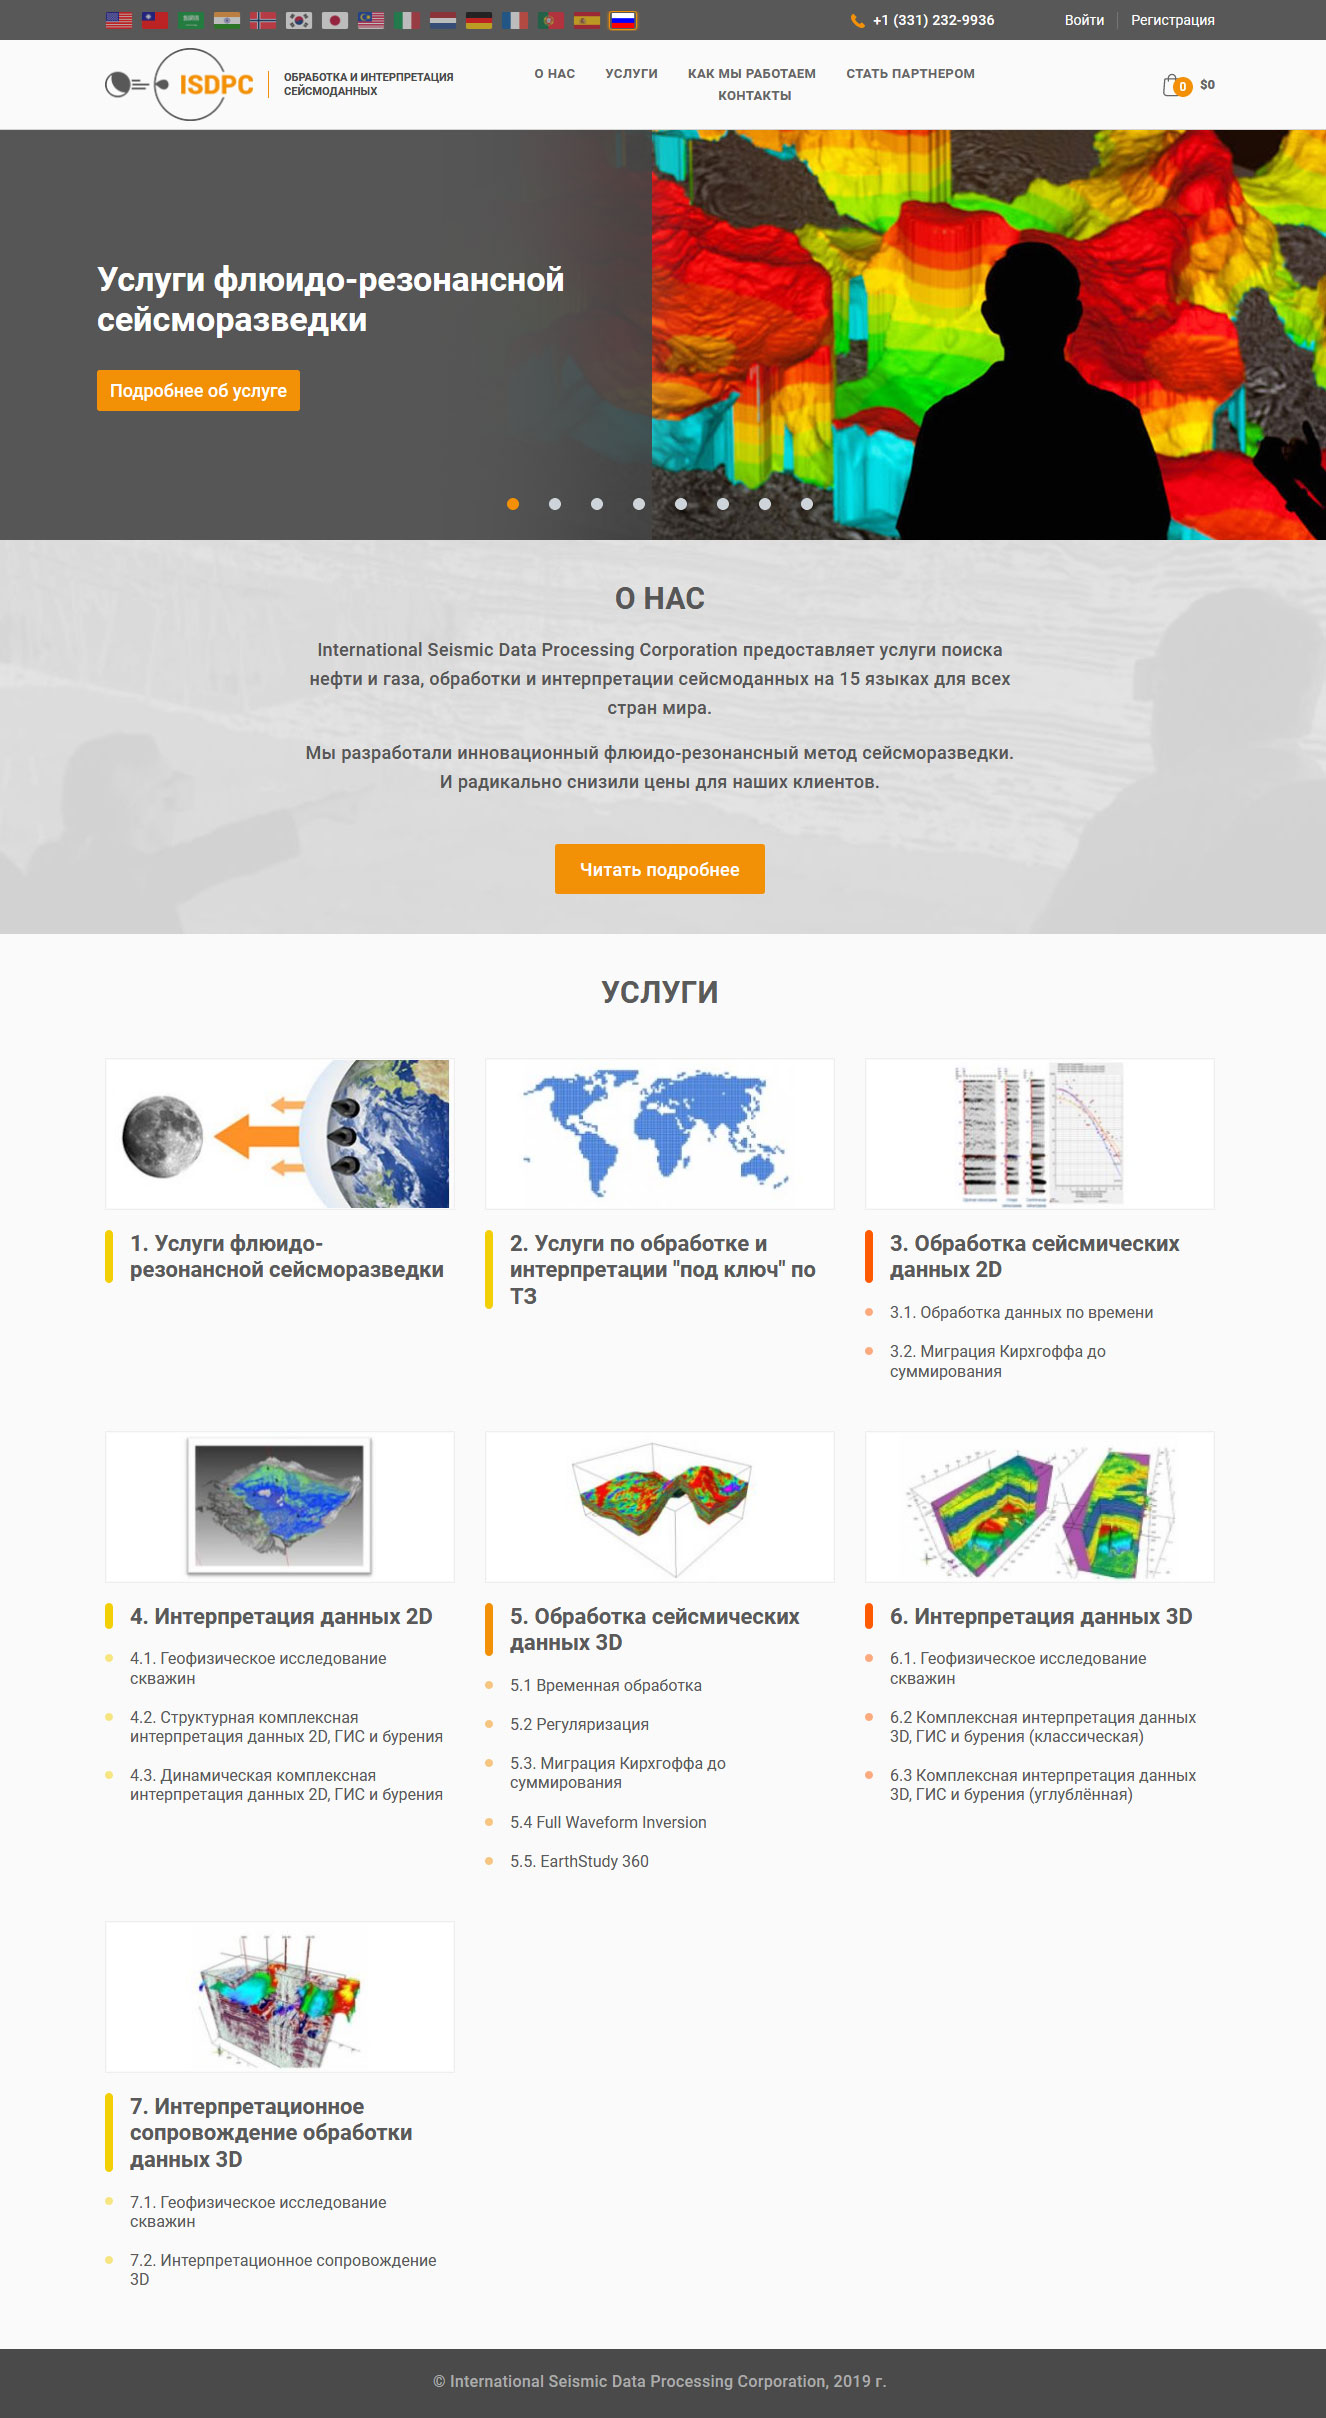 +1 (331) 232-9936
Войти
Регистрация
ISDPC
ОБРАБОТКА И ИНТЕРПРЕТАЦИЯ
СЕЙСМОДАННЫХ
О НАС
УСЛУГИ
КАК МЫ РАБОТАЕМ
СТАТЬ ПАРТНЕРОМ
КОНТАКТЫ
0
$0
Услуги флюидо-резонансной
сейсморазведки
Подробнее об услуге
О НАС
International Seismic Data Processing Corporation предоставляет услуги поиска
нефти и газа, обработки и интерпретации сейсмоданных на 15 языках для всех
стран мира.
Мы разработали инновационный флюидо-резонансный метод сейсморазведки.
И радикально снизили цены для наших клиентов.
Читать подробнее
УСЛУГИ
1. Услуги флюидо-
резонансной сейсморазведки
2. Услуги по обработке и
интерпретации "под ключ" по
ТЗ
3. Обработка сейсмических
данных 2D
3.1. Обработка данных по времени
3.2. Миграция Кирхгоффа до
суммирования
4. Интерпретация данных 2D
4.1. Геофизическое исследование
скважин
4.2. Структурная комплексная
интерпретация данных 2D, ГИС и бурения
4.3. Динамическая комплексная
интерпретация данных 2D, ГИС и бурения
5. Обработка сейсмических
данных 3D
5.1 Временная обработка
5.2 Регуляризация
5.3. Миграция Кирхгоффа до
суммирования
5.4 Full Waveform Inversion
5.5. EarthStudy 360
6. Интерпретация данных 3D
6.1. Геофизическое исследование
скважин
6.2 Комплексная интерпретация данных
3D, ГИС и бурения (классическая)
6.3 Комплексная интерпретация данных
3D, ГИС и бурения (углублённая)
7. Интерпретационное
сопровождение обработки
данных 3D
7.1. Геофизическое исследование
скважин
7.2. Интерпретационное сопровождение
3D
© International Seismic Data Processing Corporation, 2019 г.